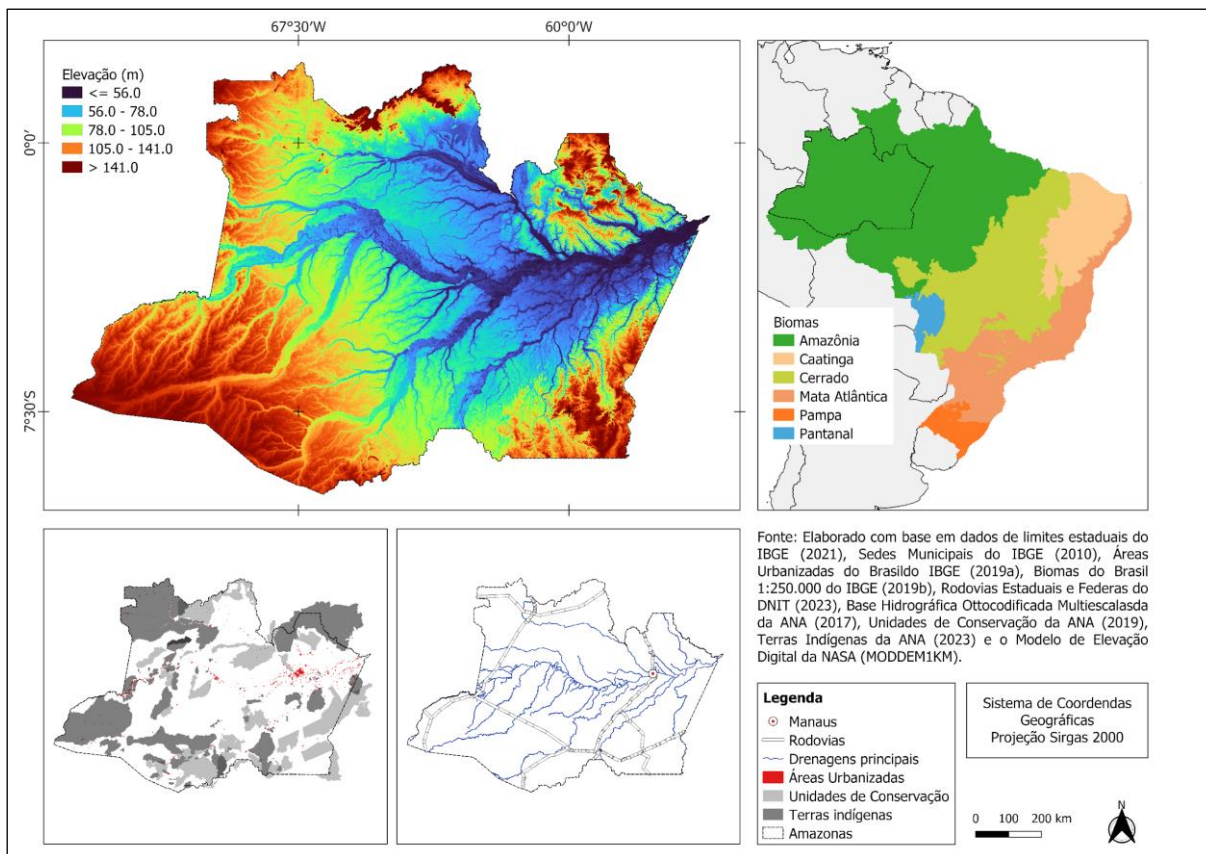 67°30'W
60°0'W
0°0'
7°30'S
Elevação (m)
<= 56.0
56.0 - 78.0
78.0 - 105.0
105.0 - 141.0
> 141.0
Biomas
Amazônia
Caatinga
Cerrado
Mata Atlântica
Pampa
Pantanal
Fonte: Elaborado com base em dados de limites estaduais do
IBGE (2021), Sedes Municipais do IBGE (2010), Áreas
Urbanizadas do Brasildo IBGE (2019a), Biomas do Brasil
1:250.000 do IBGE (2019b), Rodovias Estaduais e Federas do
DNIT (2023), Base Hidrográfica Ottocodificada Multiescalasda
da ANA (2017), Unidades de Conservação da ANA (2019),
Terras Indígenas da ANA (2023) e o Modelo de Elevação
Digital da NASA (MODDEM1KM).
Legenda
Manaus
Rodovias
Drenagens principais
Áreas Urbanizadas
Unidades de Conservação
Terras indígenas
Amazonas
Sistema de Coordendas
Geográficas
Projeção Sirgas 2000
0 100 200 km
N